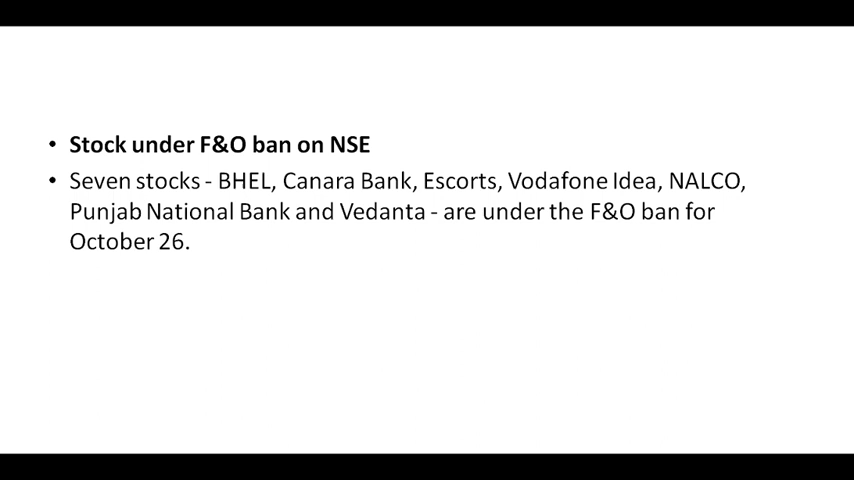 • Stock under F&O ban on NSE
• Seven stocks - BHEL, Canara Bank, Escorts, Vodafone Idea, NALCO,
Punjab National Bank and Vedanta - are under the F&O ban for
October 26.